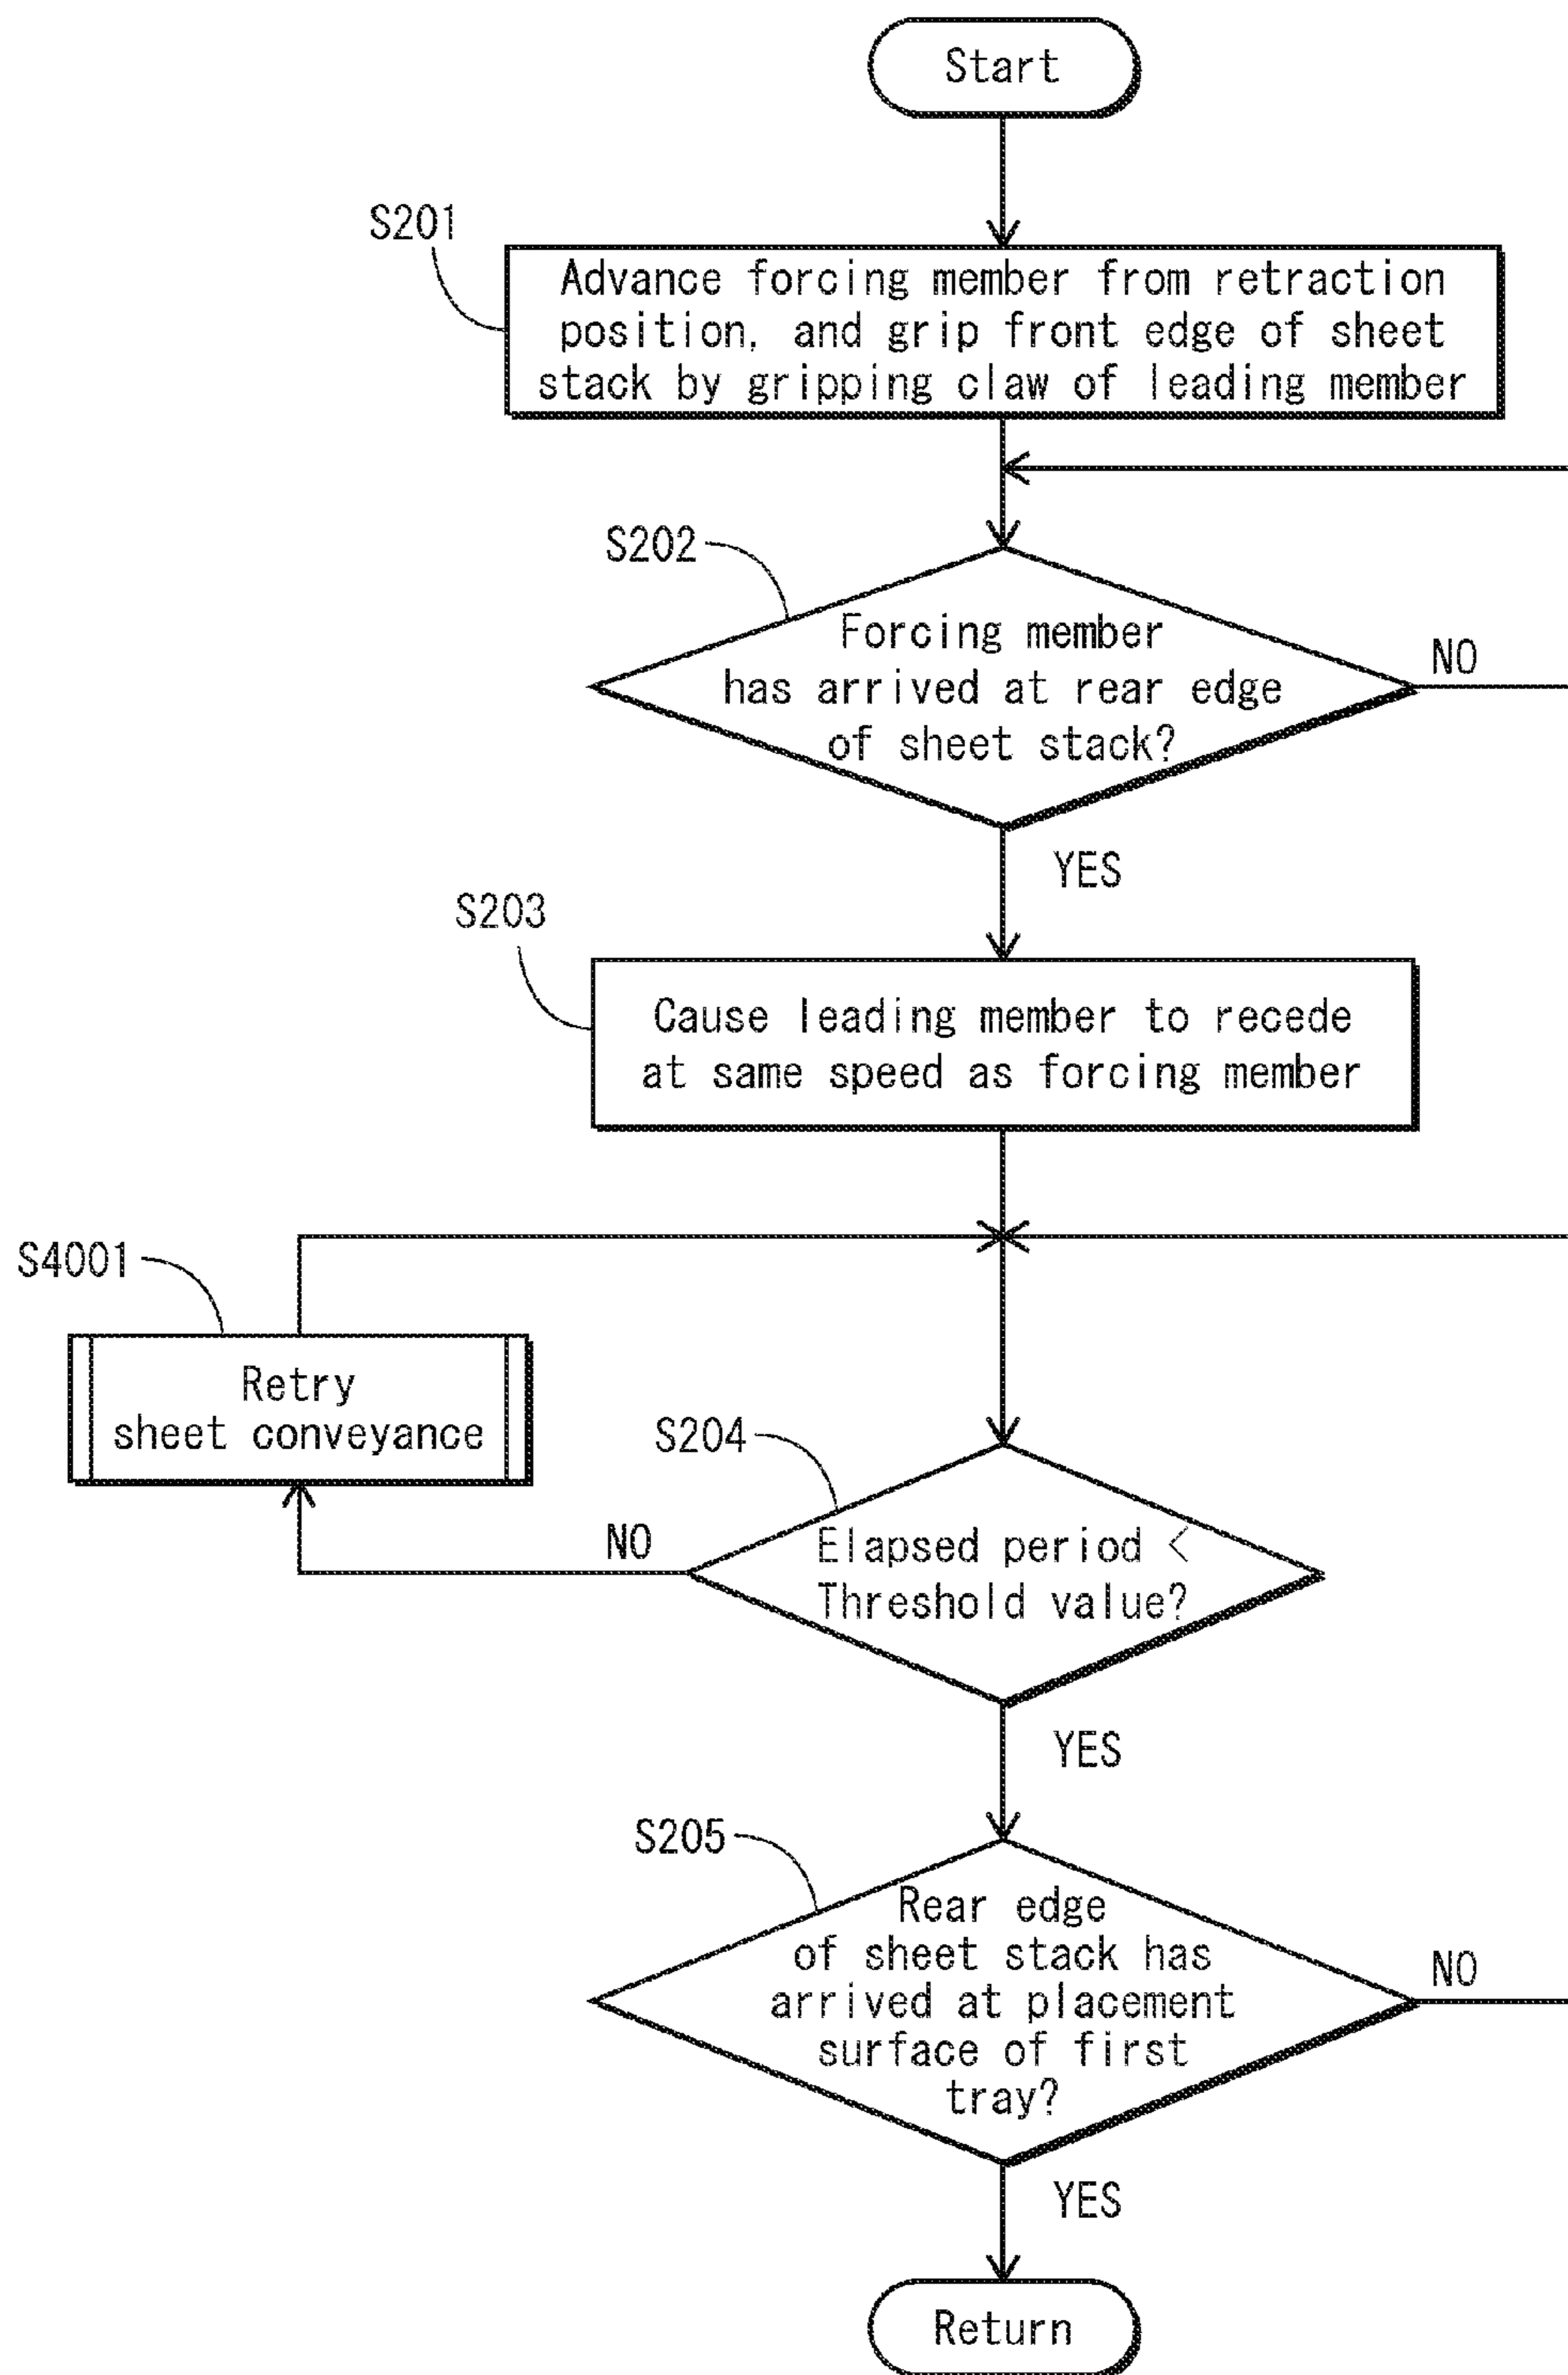 Start
S201
Advance forcing member from retraction
position, and grip front edge of sheet
stack by gripping claw of leading member
S202
Forcing member
has arrived at rear edge
of sheet stack?
NO
YES
S203
Cause leading member to recede
at same speed as forcing member
S4001
Retry
sheet conveyance
S204
NO
Elapsed period <
Threshold value?
YES
S205
Rear edge
of sheet stack has
arrived at placement
surface of first
tray?
NO
YES
Return